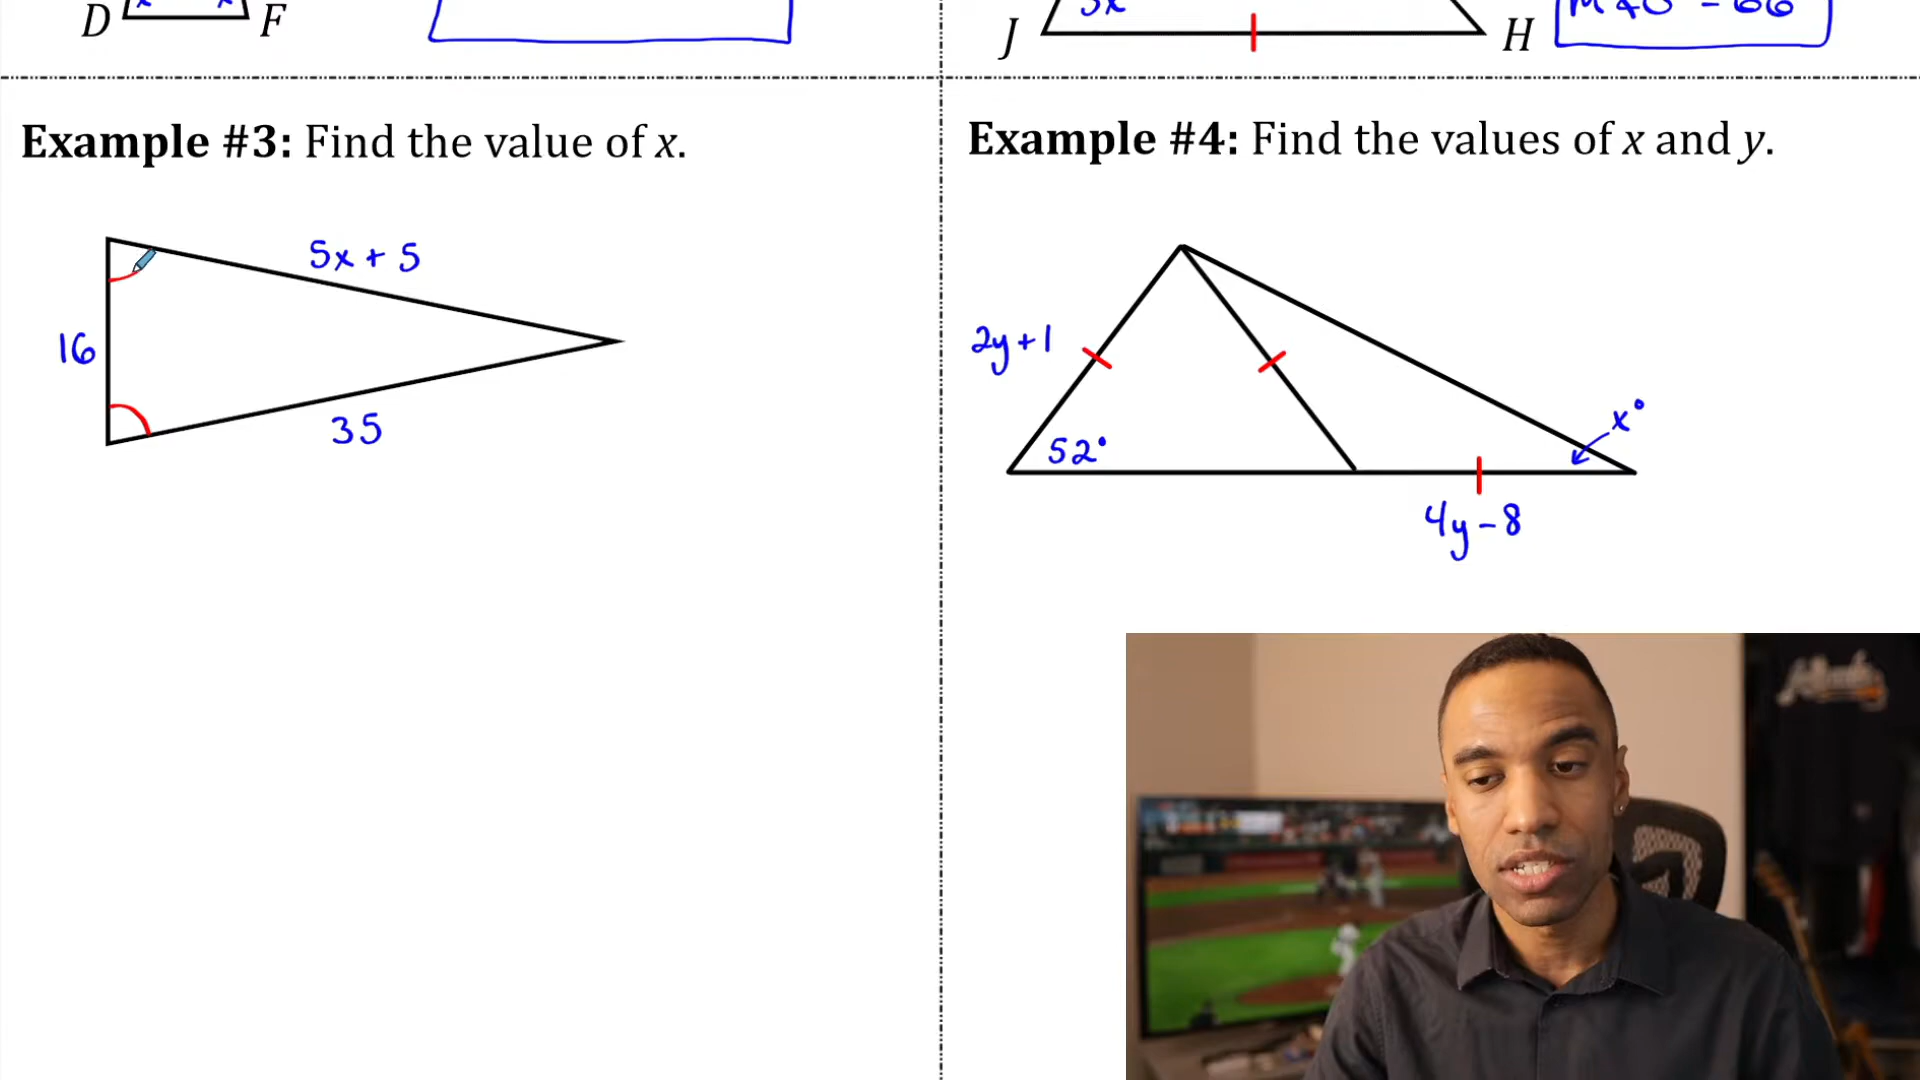 D
F
J
H
Example #3: Find the value of x.
5x + 5
16
35
Example #4: Find the values of x and y.
2y + 1
52°
x°
4y - 8